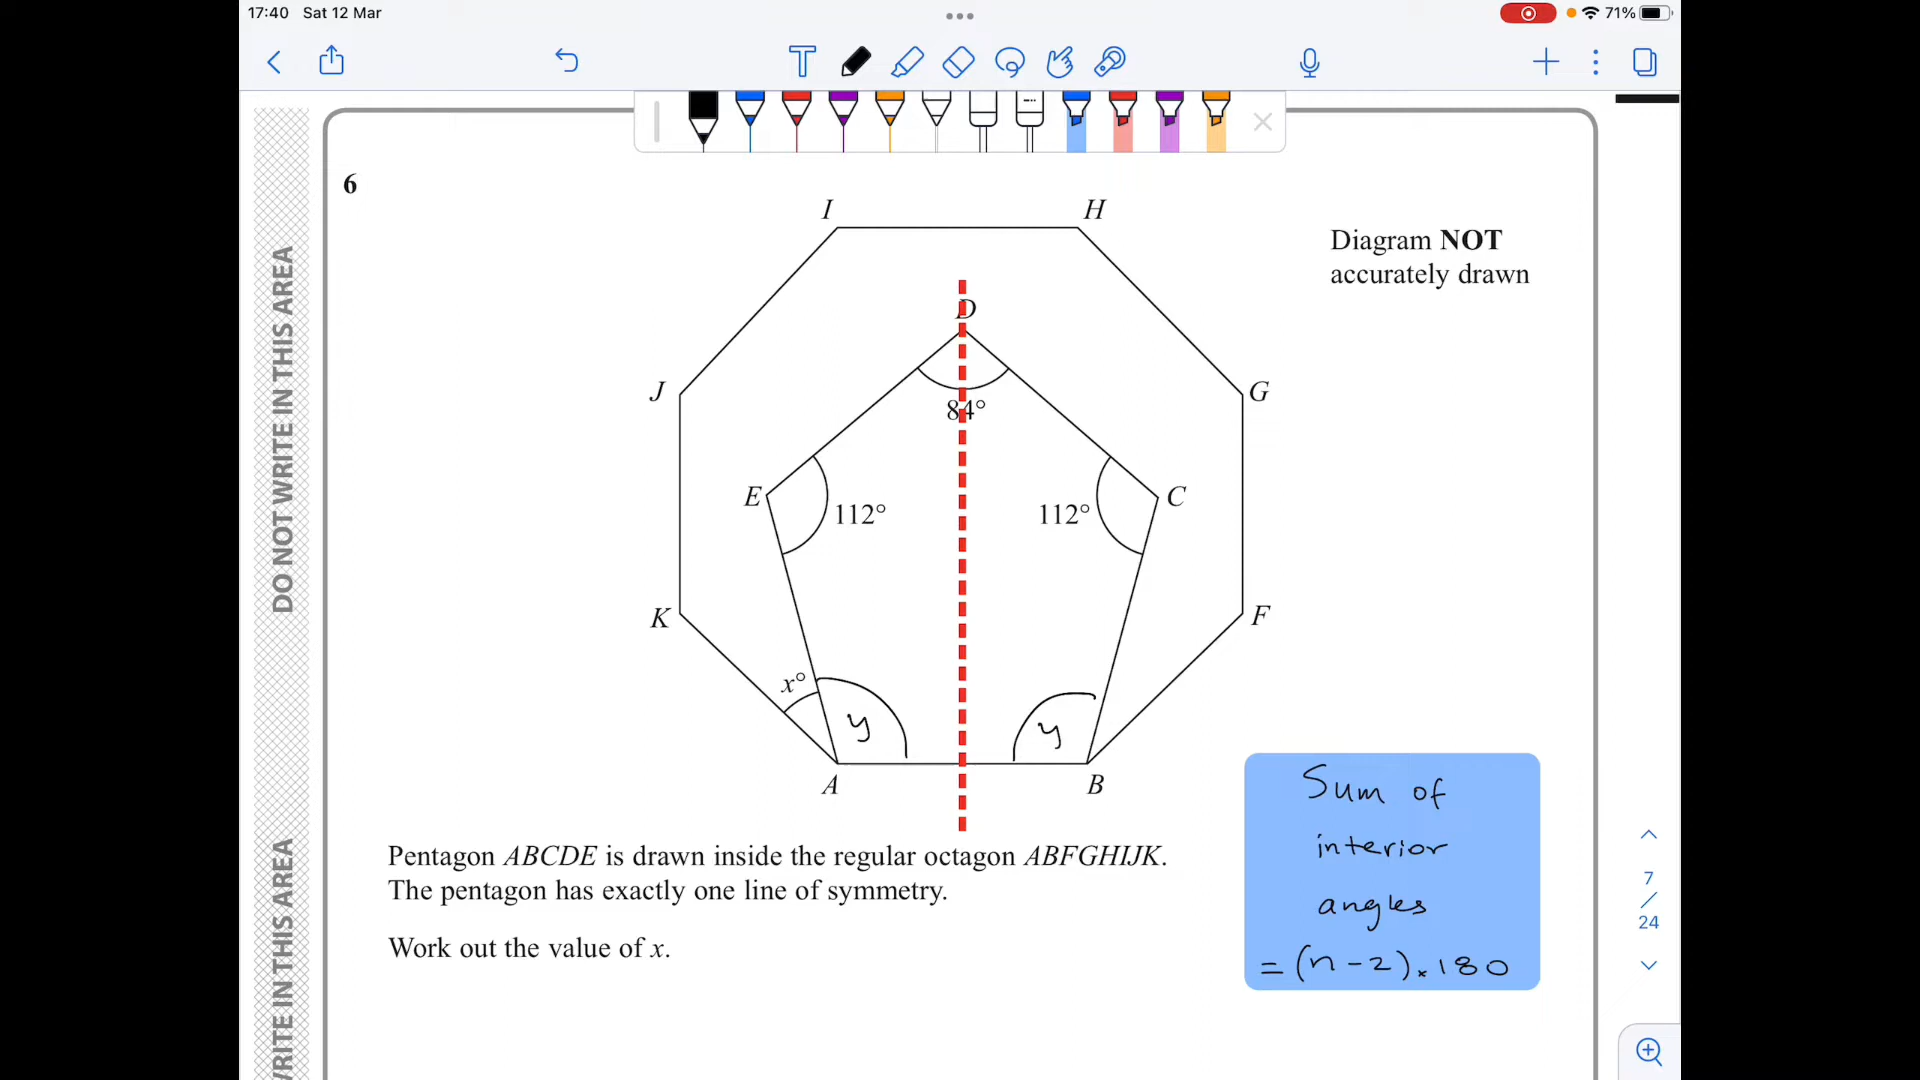 17:40 Sat 12 Mar
71%
T
6
I
H
Diagram NOT
accurately drawn
D
J
G
84°
E
C
112°
112°
K
F
x°
y
y
A
B
Sum of
interior
angles
= (n - 2) × 180
Pentagon ABCDE is drawn inside the regular octagon ABFGHIJK.
The pentagon has exactly one line of symmetry.
Work out the value of x.
DO NOT WRITE IN THIS AREA
WRITE IN THIS AREA
7
/
24